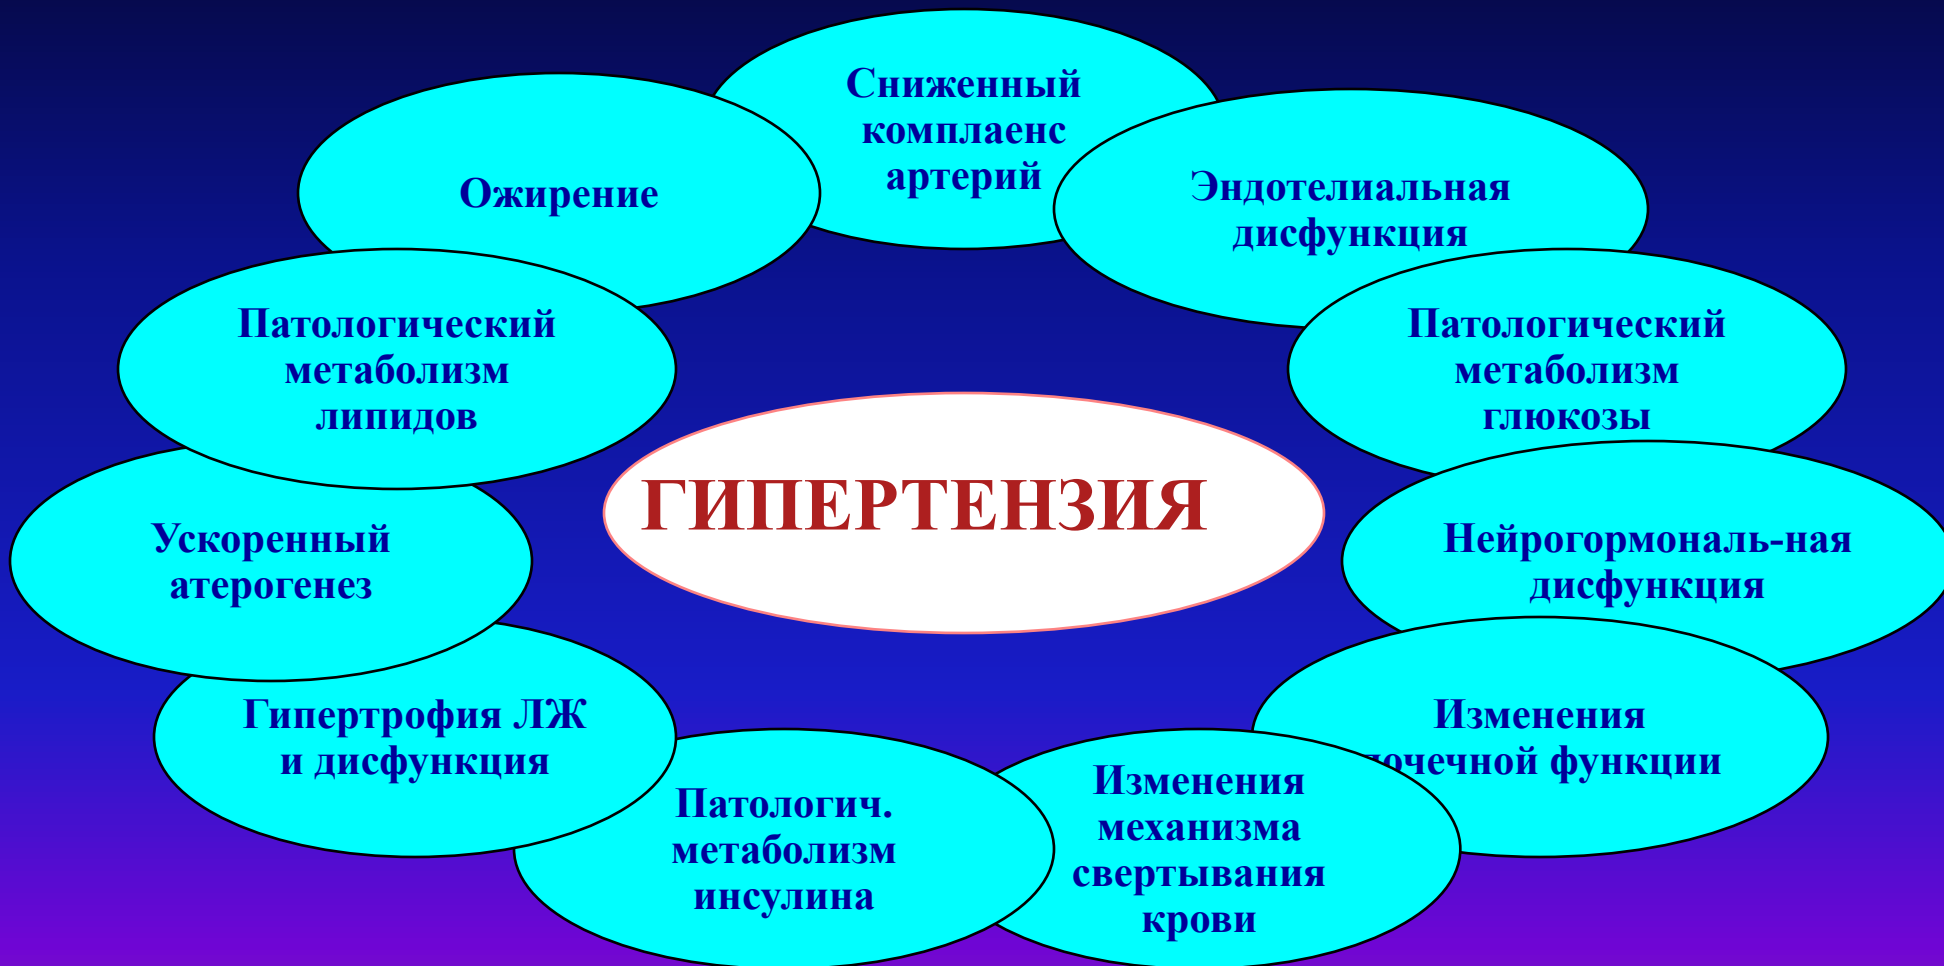 Сниженный
комплаенс
артерий
Ожирение
Эндотелиальная
дисфункция
Патологический
метаболизм
липидов
Патологический
метаболизм
глюкозы
ГИПЕРТЕНЗИЯ
Ускоренный
атерогенез
Нейрогормональ-ная
дисфункция
Гипертрофия ЛЖ
и дисфункция
Изменения
почечной функции
Патологич.
метаболизм
инсулина
Изменения
механизма
свертывания
крови